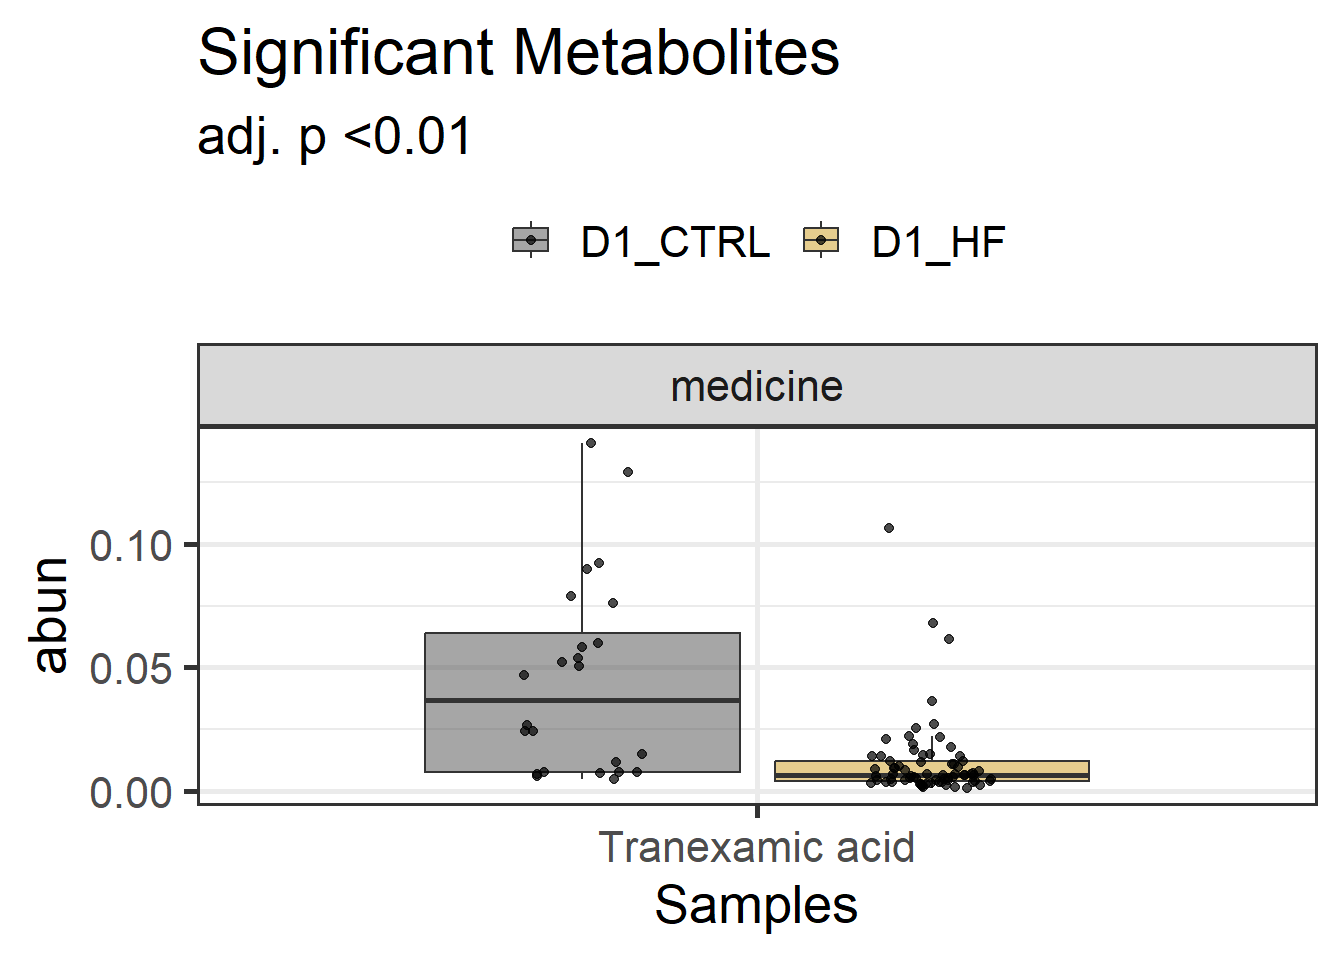 Significant Metabolites
adj. p <0.01
D1_CTRL D1_HF
medicine
0.10
0.05
0.00
abun
Tranexamic acid
Samples